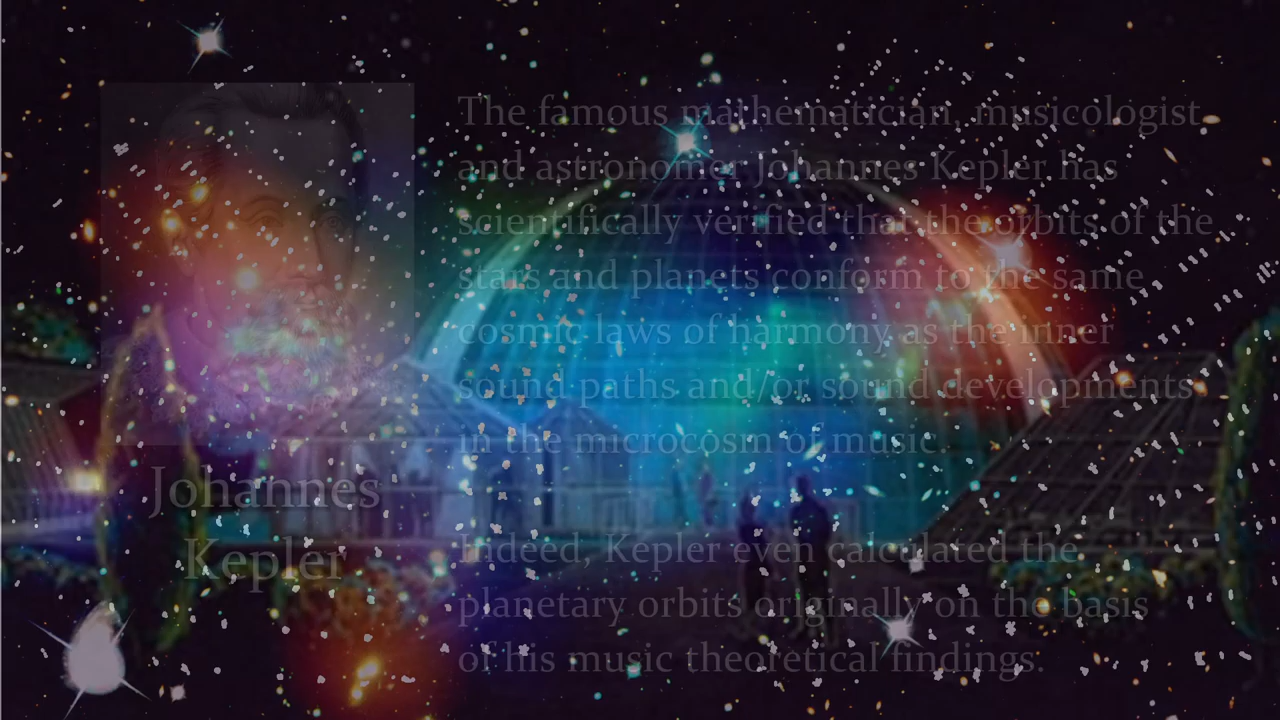 The famous mathematician, musicologist
and astronomer Johannes Kepler has
scientifically verified that the orbits of the
stars and planets conform to the same
cosmic laws of harmony as the inner
sound paths and/or sound developments
in the microcosm of music.
Johannes
Kepler
Indeed, Kepler even calculated the
planetary orbits originally on the basis
of his music theoretical findings.